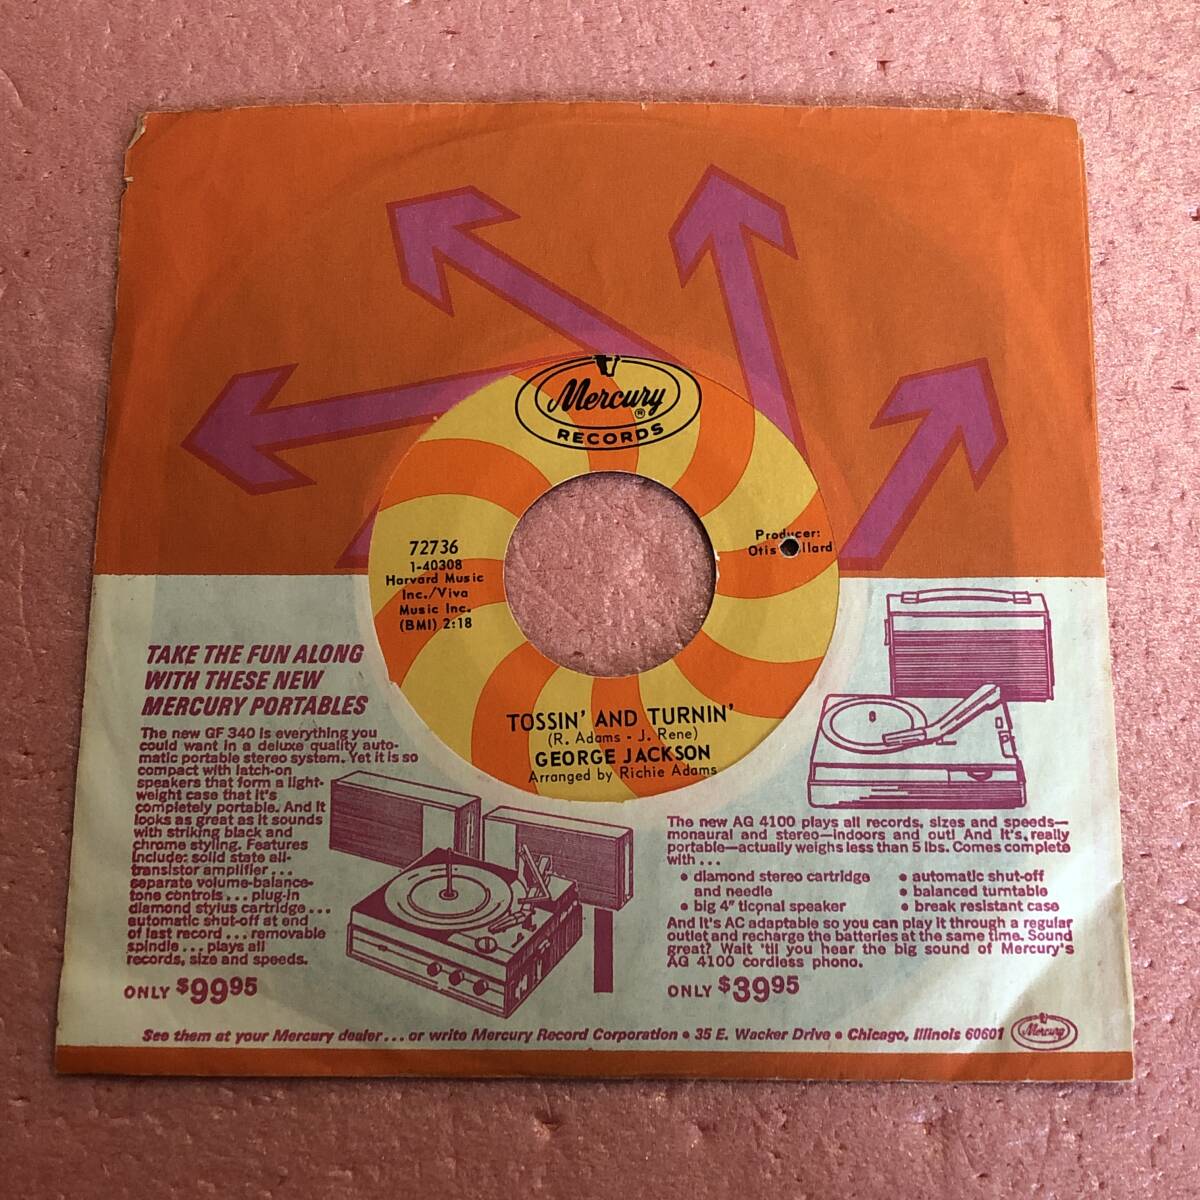 Mercury
®
RECORDS
72736
1-40308
Harvard Music
Inc./Viva
Music Inc.
(BMI) 2:18
Producer:
Otis llard
TOSSIN' AND TURNIN'
(R. Adams - J. Rene)
GEORGE JACKSON
Arranged by Richie Adams
TAKE THE FUN ALONG
WITH THESE NEW
MERCURY PORTABLES
The new GF 340 is everything you
could want in a deluxe quality auto-
matic portable stereo system. Yet it is so
compact with latch-on
speakers that form a light-
weight case that it's
completely portable. And it
looks as great as it sounds
with striking black and
chrome styling. Features
include: solid state all-
transistor amplifier...
separate volume-balance-
tone controls... plug-in
diamond stylus cartridge...
automatic shut-off at end
of last record... removable
spindle... plays all
records, size and speeds.
ONLY $99.95
The new AG 4100 plays all records, sizes and speeds—
monaural and stereo—indoors and out! And it's, really
portable—actually weighs less than 5 lbs. Comes complete
with...
• diamond stereo cartridge
and needle
• big 4" ticonal speaker
• automatic shut-off
• balanced turntable
• break resistant case
And it's AC adaptable so you can play it through a regular
outlet and recharge the batteries at the same time. Sound
great? Wait 'til you hear the big sound of Mercury's
AG 4100 cordless phono.
ONLY $39.95
See them at your Mercury dealer... or write Mercury Record Corporation • 35 E. Wacker Drive • Chicago, Illinois 60601
Mercury